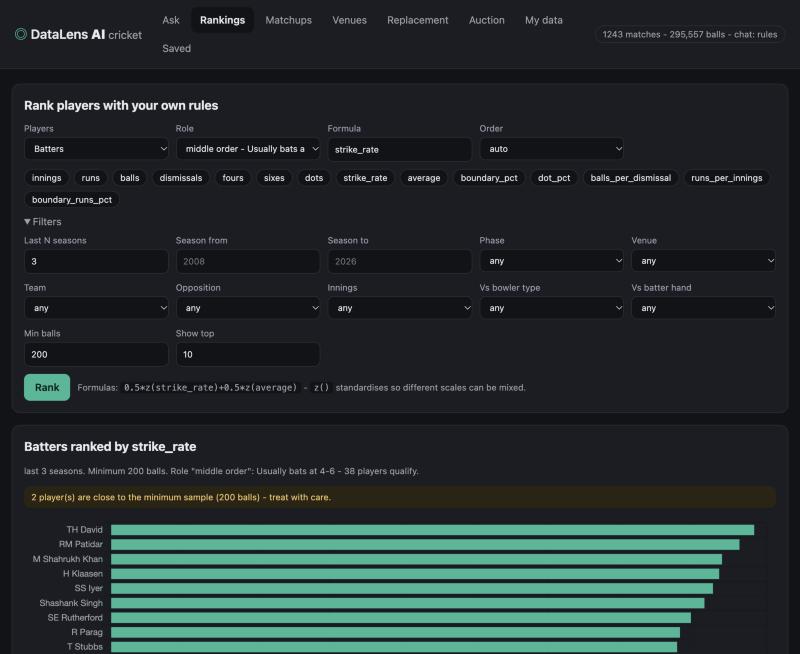 DataLens AI cricket
Ask Rankings Matchups Venues Replacement Auction My data
Saved
1243 matches - 295,557 balls - chat: rules
Rank players with your own rules
Players Role Formula Order
Batters middle order - Usually bats a strike_rate auto
innings runs balls dismissals fours sixes dots strike_rate average boundary_pct dot_pct balls_per_dismissal runs_per_innings
boundary_runs_pct
▼ Filters
Last N seasons Season from Season to Phase Venue
3 2008 2026 any any
Team Opposition Innings Vs bowler type Vs batter hand
any any any any any
Min balls Show top
200 10
Rank Formulas: 0.5*z(strike_rate)+0.5*z(average) - z() standardises so different scales can be mixed.
Batters ranked by strike_rate
last 3 seasons. Minimum 200 balls. Role "middle order": Usually bats at 4-6 - 38 players qualify.
2 player(s) are close to the minimum sample (200 balls) - treat with care.
TH David
RM Patidar
M Shahrukh Khan
H Klaasen
SS Iyer
Shashank Singh
SE Rutherford
R Parag
T Stubbs